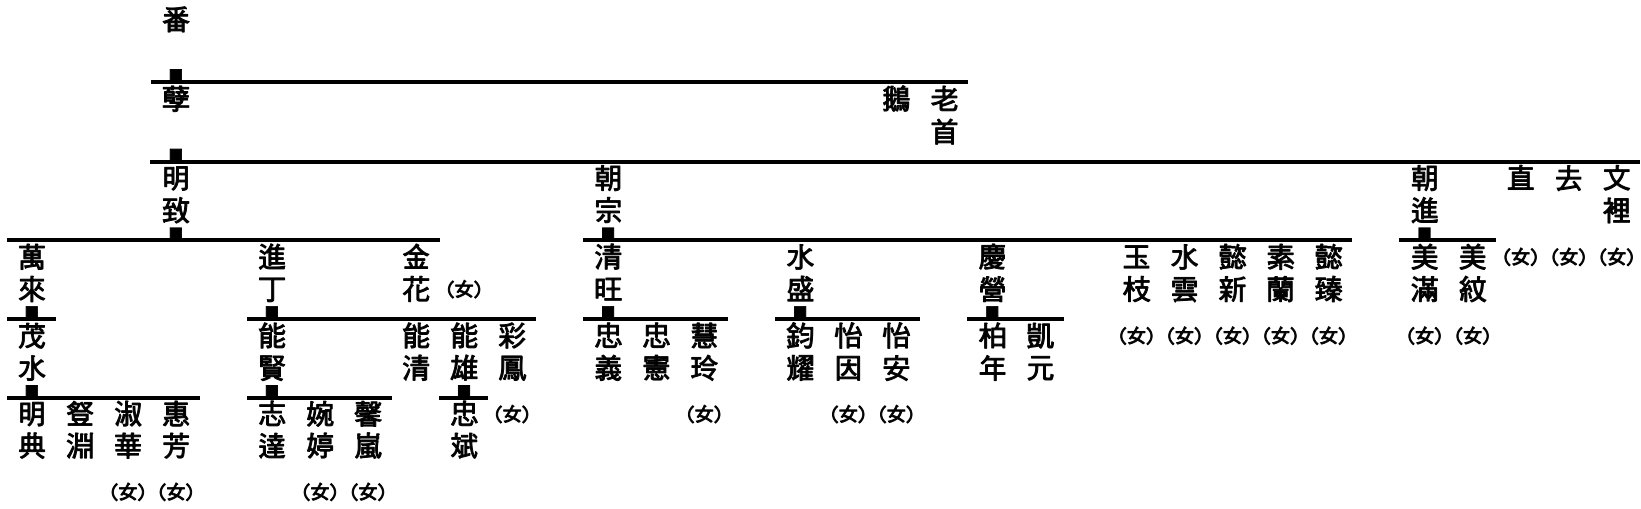 番
孽 鵝 老首
明致 朝宗 朝進 直（女） 去（女） 文裡（女）
萬來 進丁 金花（女） 清旺 水盛 慶營 玉枝（女） 水雲（女） 懿新（女） 素蘭（女） 懿臻（女） 美滿（女） 美紋（女）
茂水 能賢 能清 能雄 彩鳳（女） 忠義 忠憲 慧玲（女） 鈞耀 怡因（女） 怡安（女） 柏年 凱元
明典 登淵 淑華（女） 惠芳（女） 志達 婉婷（女） 馨嵐（女） 忠斌